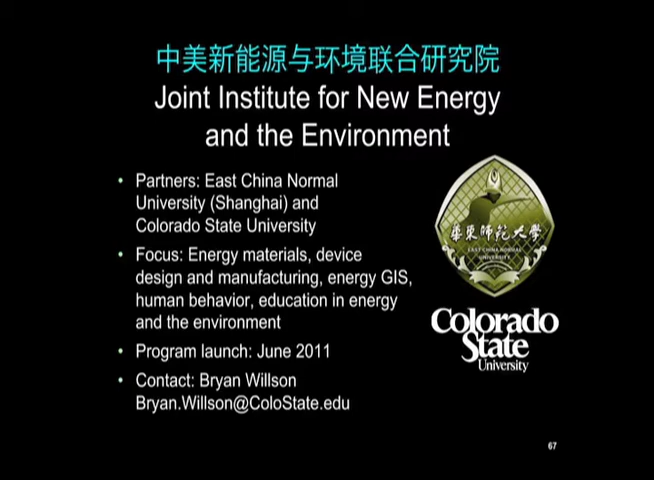 中美新能源与环境联合研究院
Joint Institute for New Energy
and the Environment
• Partners: East China Normal
University (Shanghai) and
Colorado State University
• Focus: Energy materials, device
design and manufacturing, energy GIS,
human behavior, education in energy
and the environment
• Program launch: June 2011
• Contact: Bryan Willson
Bryan.Willson@ColoState.edu
華東師範大學
EAST CHINA NORMAL
UNIVERSITY
Colorado
State
University
67